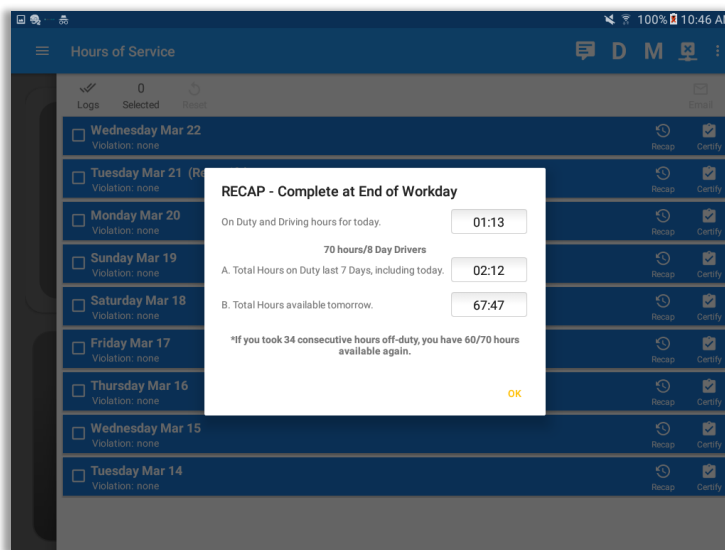 100% 10:46 AM
Hours of Service
D M
Logs
0
Selected
Reset
Email
Wednesday Mar 22
Violation: none
Recap
Certify
Tuesday Mar 21 (Re
Violation: none
Recap
Certify
RECAP - Complete at End of Workday
On Duty and Driving hours for today.
01:13
70 hours/8 Day Drivers
A. Total Hours on Duty last 7 Days, including today.
02:12
B. Total Hours available tomorrow.
67:47
*If you took 34 consecutive hours off-duty, you have 60/70 hours
available again.
OK
Monday Mar 20
Violation: none
Recap
Certify
Sunday Mar 19
Violation: none
Recap
Certify
Saturday Mar 18
Violation: none
Recap
Certify
Friday Mar 17
Violation: none
Recap
Certify
Thursday Mar 16
Violation: none
Recap
Certify
Wednesday Mar 15
Violation: none
Recap
Certify
Tuesday Mar 14
Violation: none
Recap
Certify